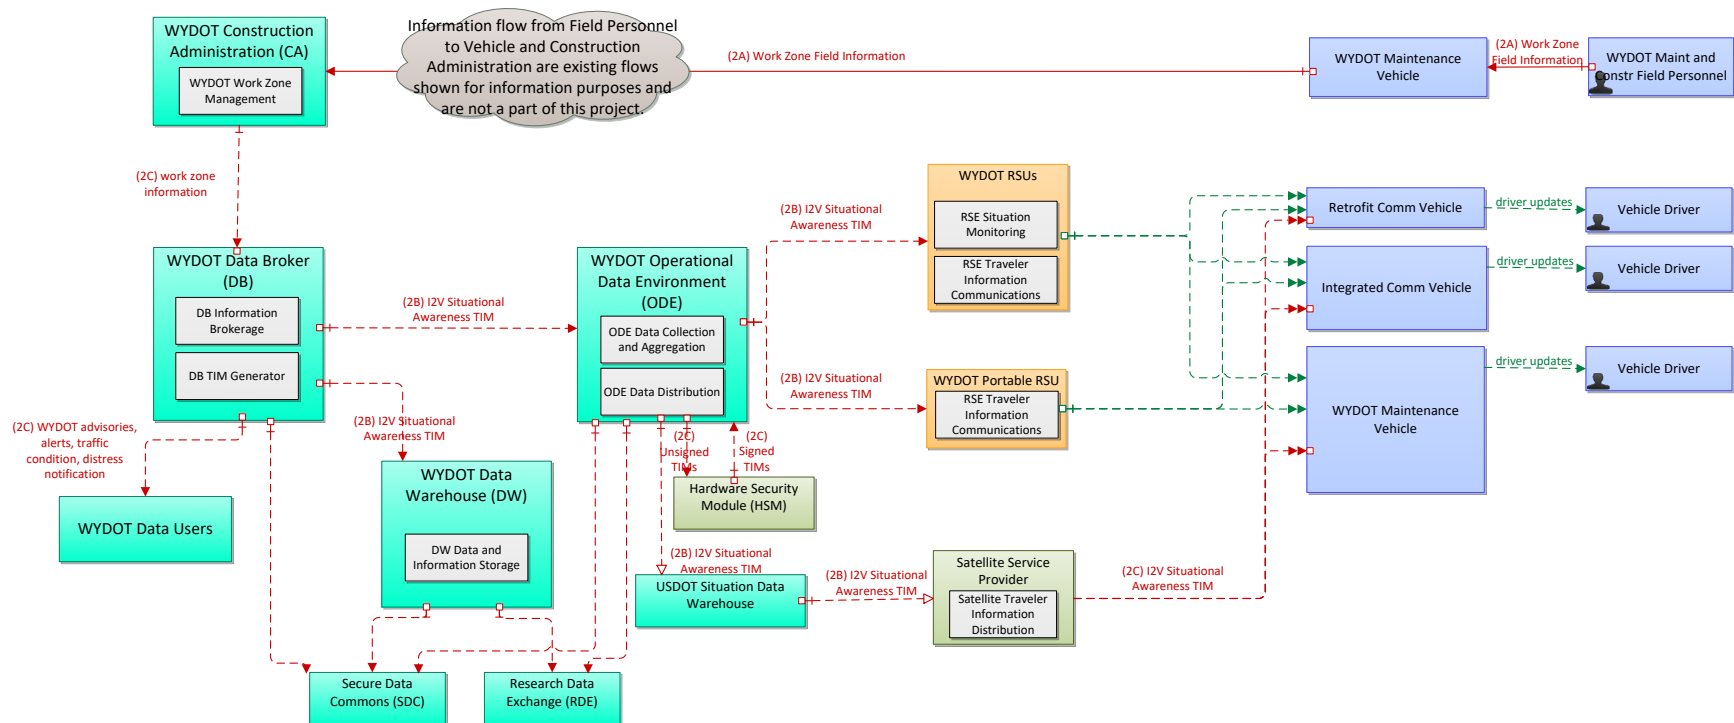 WYDOT Construction
Administration (CA)
WYDOT Work Zone
Management
Information flow from Field Personnel
to Vehicle and Construction
Administration are existing flows
shown for information purposes and
are not a part of this project.
(2A) Work Zone Field Information
WYDOT Maintenance
Vehicle
(2A) Work Zone
Field Information
WYDOT Maint and
Constr Field Personnel
(2C) work zone
information
WYDOT Data Broker
(DB)
DB Information
Brokerage
DB TIM Generator
(2B) I2V Situational
Awareness TIM
WYDOT Operational
Data Environment
(ODE)
ODE Data Collection
and Aggregation
ODE Data Distribution
(2B) I2V Situational
Awareness TIM
WYDOT RSUs
RSE Situation
Monitoring
RSE Traveler
Information
Communications
(2B) I2V Situational
Awareness TIM
WYDOT Portable RSU
RSE Traveler
Information
Communications
Retrofit Comm Vehicle
driver updates
Vehicle Driver
Integrated Comm Vehicle
driver updates
Vehicle Driver
WYDOT Maintenance
Vehicle
driver updates
Vehicle Driver
(2C) WYDOT advisories,
alerts, traffic
condition, distress
notification
WYDOT Data Users
(2B) I2V Situational
Awareness TIM
WYDOT Data
Warehouse (DW)
DW Data and
Information Storage
(2C)
Unsigned
TIMs
(2C)
Signed
TIMs
Hardware Security
Module (HSM)
(2B) I2V Situational
Awareness TIM
USDOT Situation Data
Warehouse
(2B) I2V Situational
Awareness TIM
Satellite Service
Provider
Satellite Traveler
Information
Distribution
(2C) I2V Situational
Awareness TIM
Secure Data
Commons (SDC)
Research Data
Exchange (RDE)